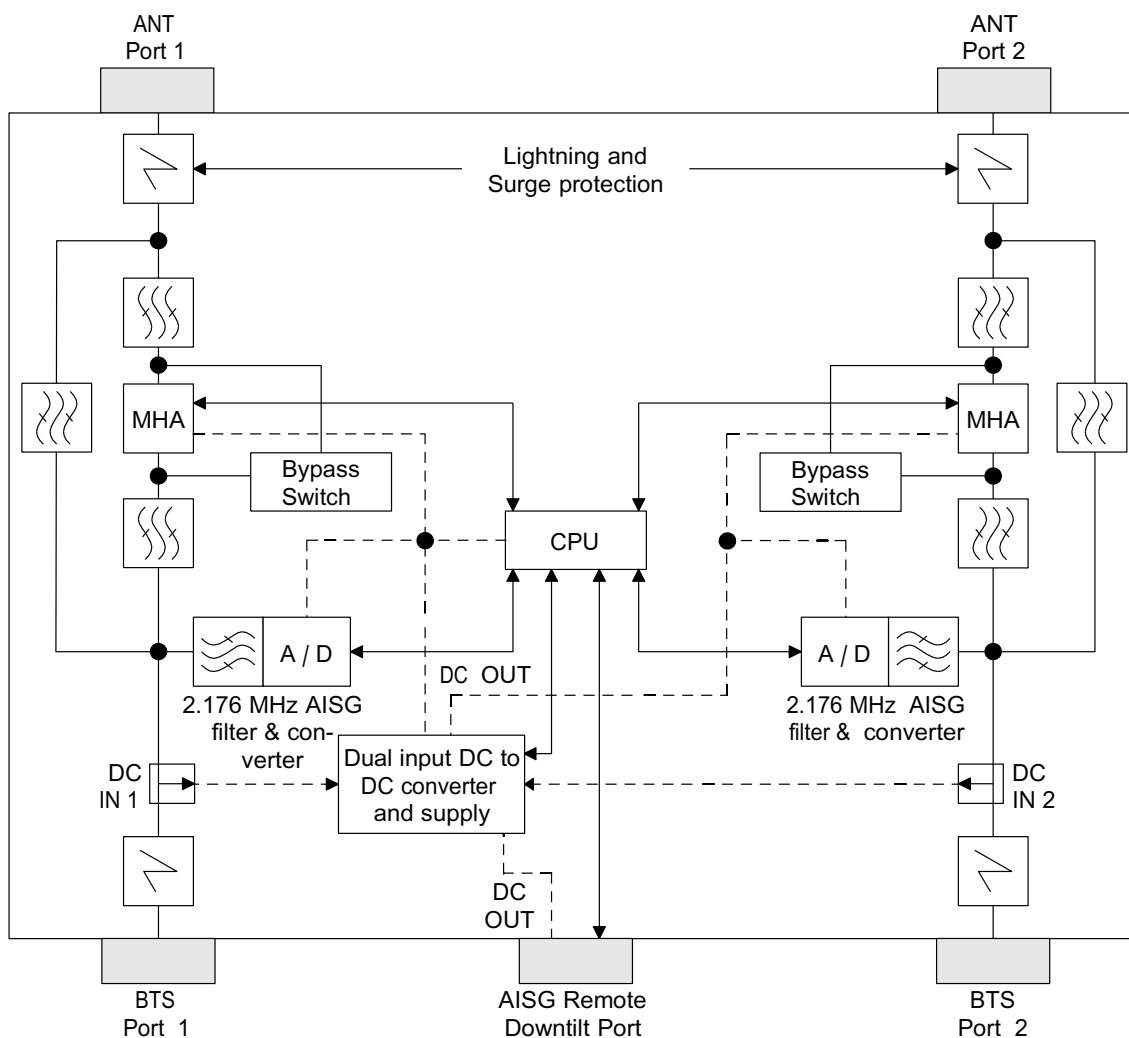 ANT
Port 1
ANT
Port 2
Lightning and
Surge protection
MHA
MHA
Bypass
Switch
Bypass
Switch
CPU
A / D
A / D
DC OUT
2.176 MHz AISG
filter & con-
verter
2.176 MHz AISG
filter & converter
Dual input DC to
DC converter
and supply
DC
IN 1
DC
IN 2
DC
OUT
BTS
Port 1
AISG Remote
Downtilt Port
BTS
Port 2